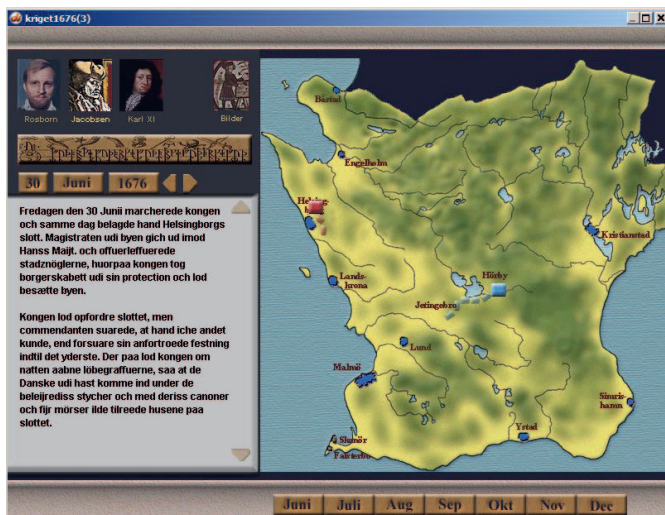 kriget1676(3)
Rosborn Jacobsen Karl XI Bilder
30 Juni 1676
Fredagen den 30 Junii marcherede kongen
och samme dag belagde hand Helsingborgs
slott. Magistraten udi byen gich ud imod
Hanss Maijt. och offuerleffuerede
stadznöglerne, huorpaa kongen tog
borgerskabett udi sin protection och lod
besætte byen.
Kongen lod opfordre slottet, men
commendanten suarede, at hand iche andet
kunde, end forsuare sin anfortroede festning
indtil det yderste. Der paa lod kongen om
natten aabne löbegraffuerne, saa at de
Danske udi hast komme ind under de
beleijrediss stycher och med deriss canoner
och fijr mörser ilde tilreede husene paa
slottet.
Båstad
Engelholm
Helsing-
Kristianstad
Lands-
krona
Hörby
Jetingebro
Lund
Malmö
Simris-
hamn
Ystad
Skanör
Falsterbo
Juni Juli Aug Sep Okt Nov Dec